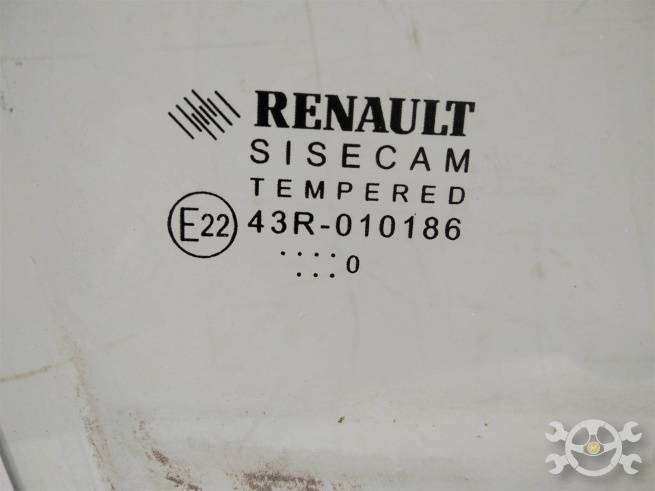 RENAULT
SISECAM
TEMPERED
E22 43R-010186
....
...0